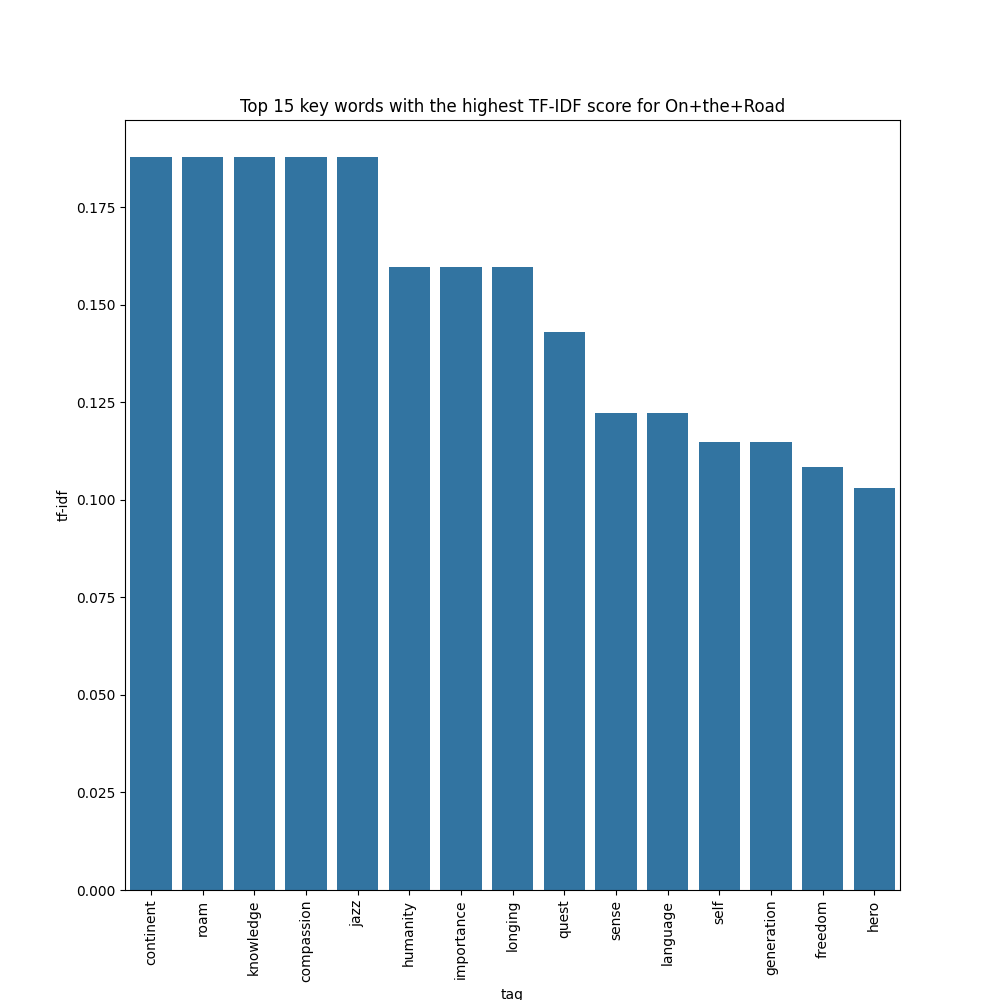 Top 15 key words with the highest TF-IDF score for On+the+Road
tf-idf
0.175
0.150
0.125
0.100
0.075
0.050
0.025
0.000
continent
roam
knowledge
compassion
jazz
humanity
importance
longing
quest
sense
language
self
generation
freedom
hero
tag